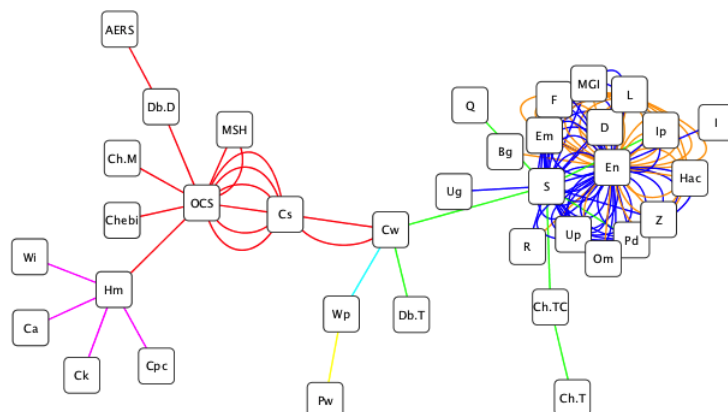 AERS
MGI
L
F
Q
Db.D
I
MSH
D
Ip
Em
Bg
Ch.M
En
Hac
S
Ug
OCS
Cs
Chebi
Z
Cw
Up
Pd
R
Om
Wi
Hm
Ch.TC
Wp
Db.T
Ca
Cpc
Ck
Pw
Ch.T